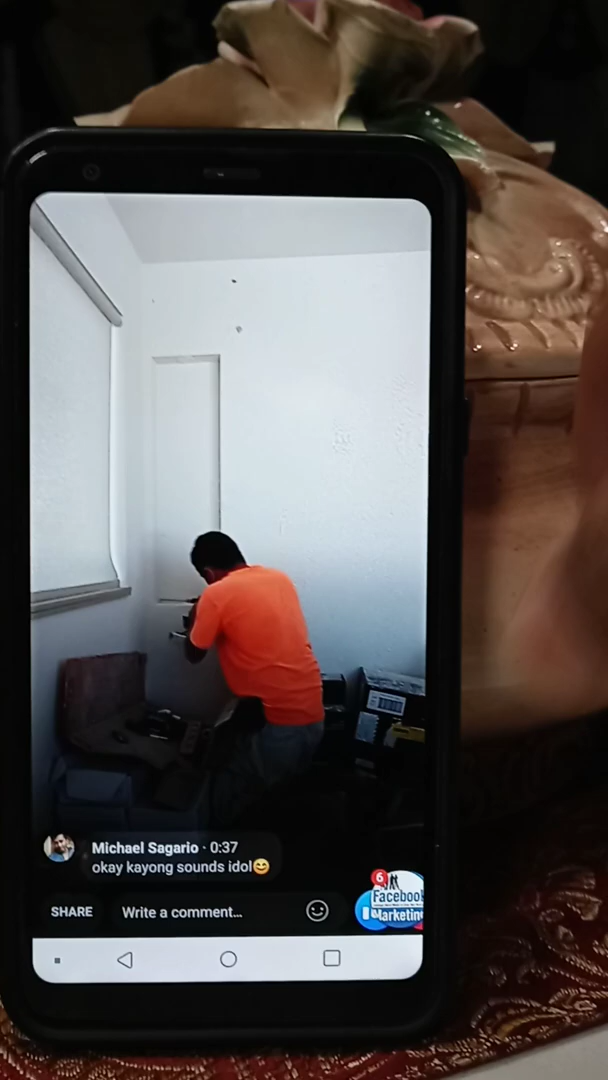 Michael Sagario · 0:37
okay kayong sounds idol😊
SHARE
Write a comment...
6
Facebook
Marketing